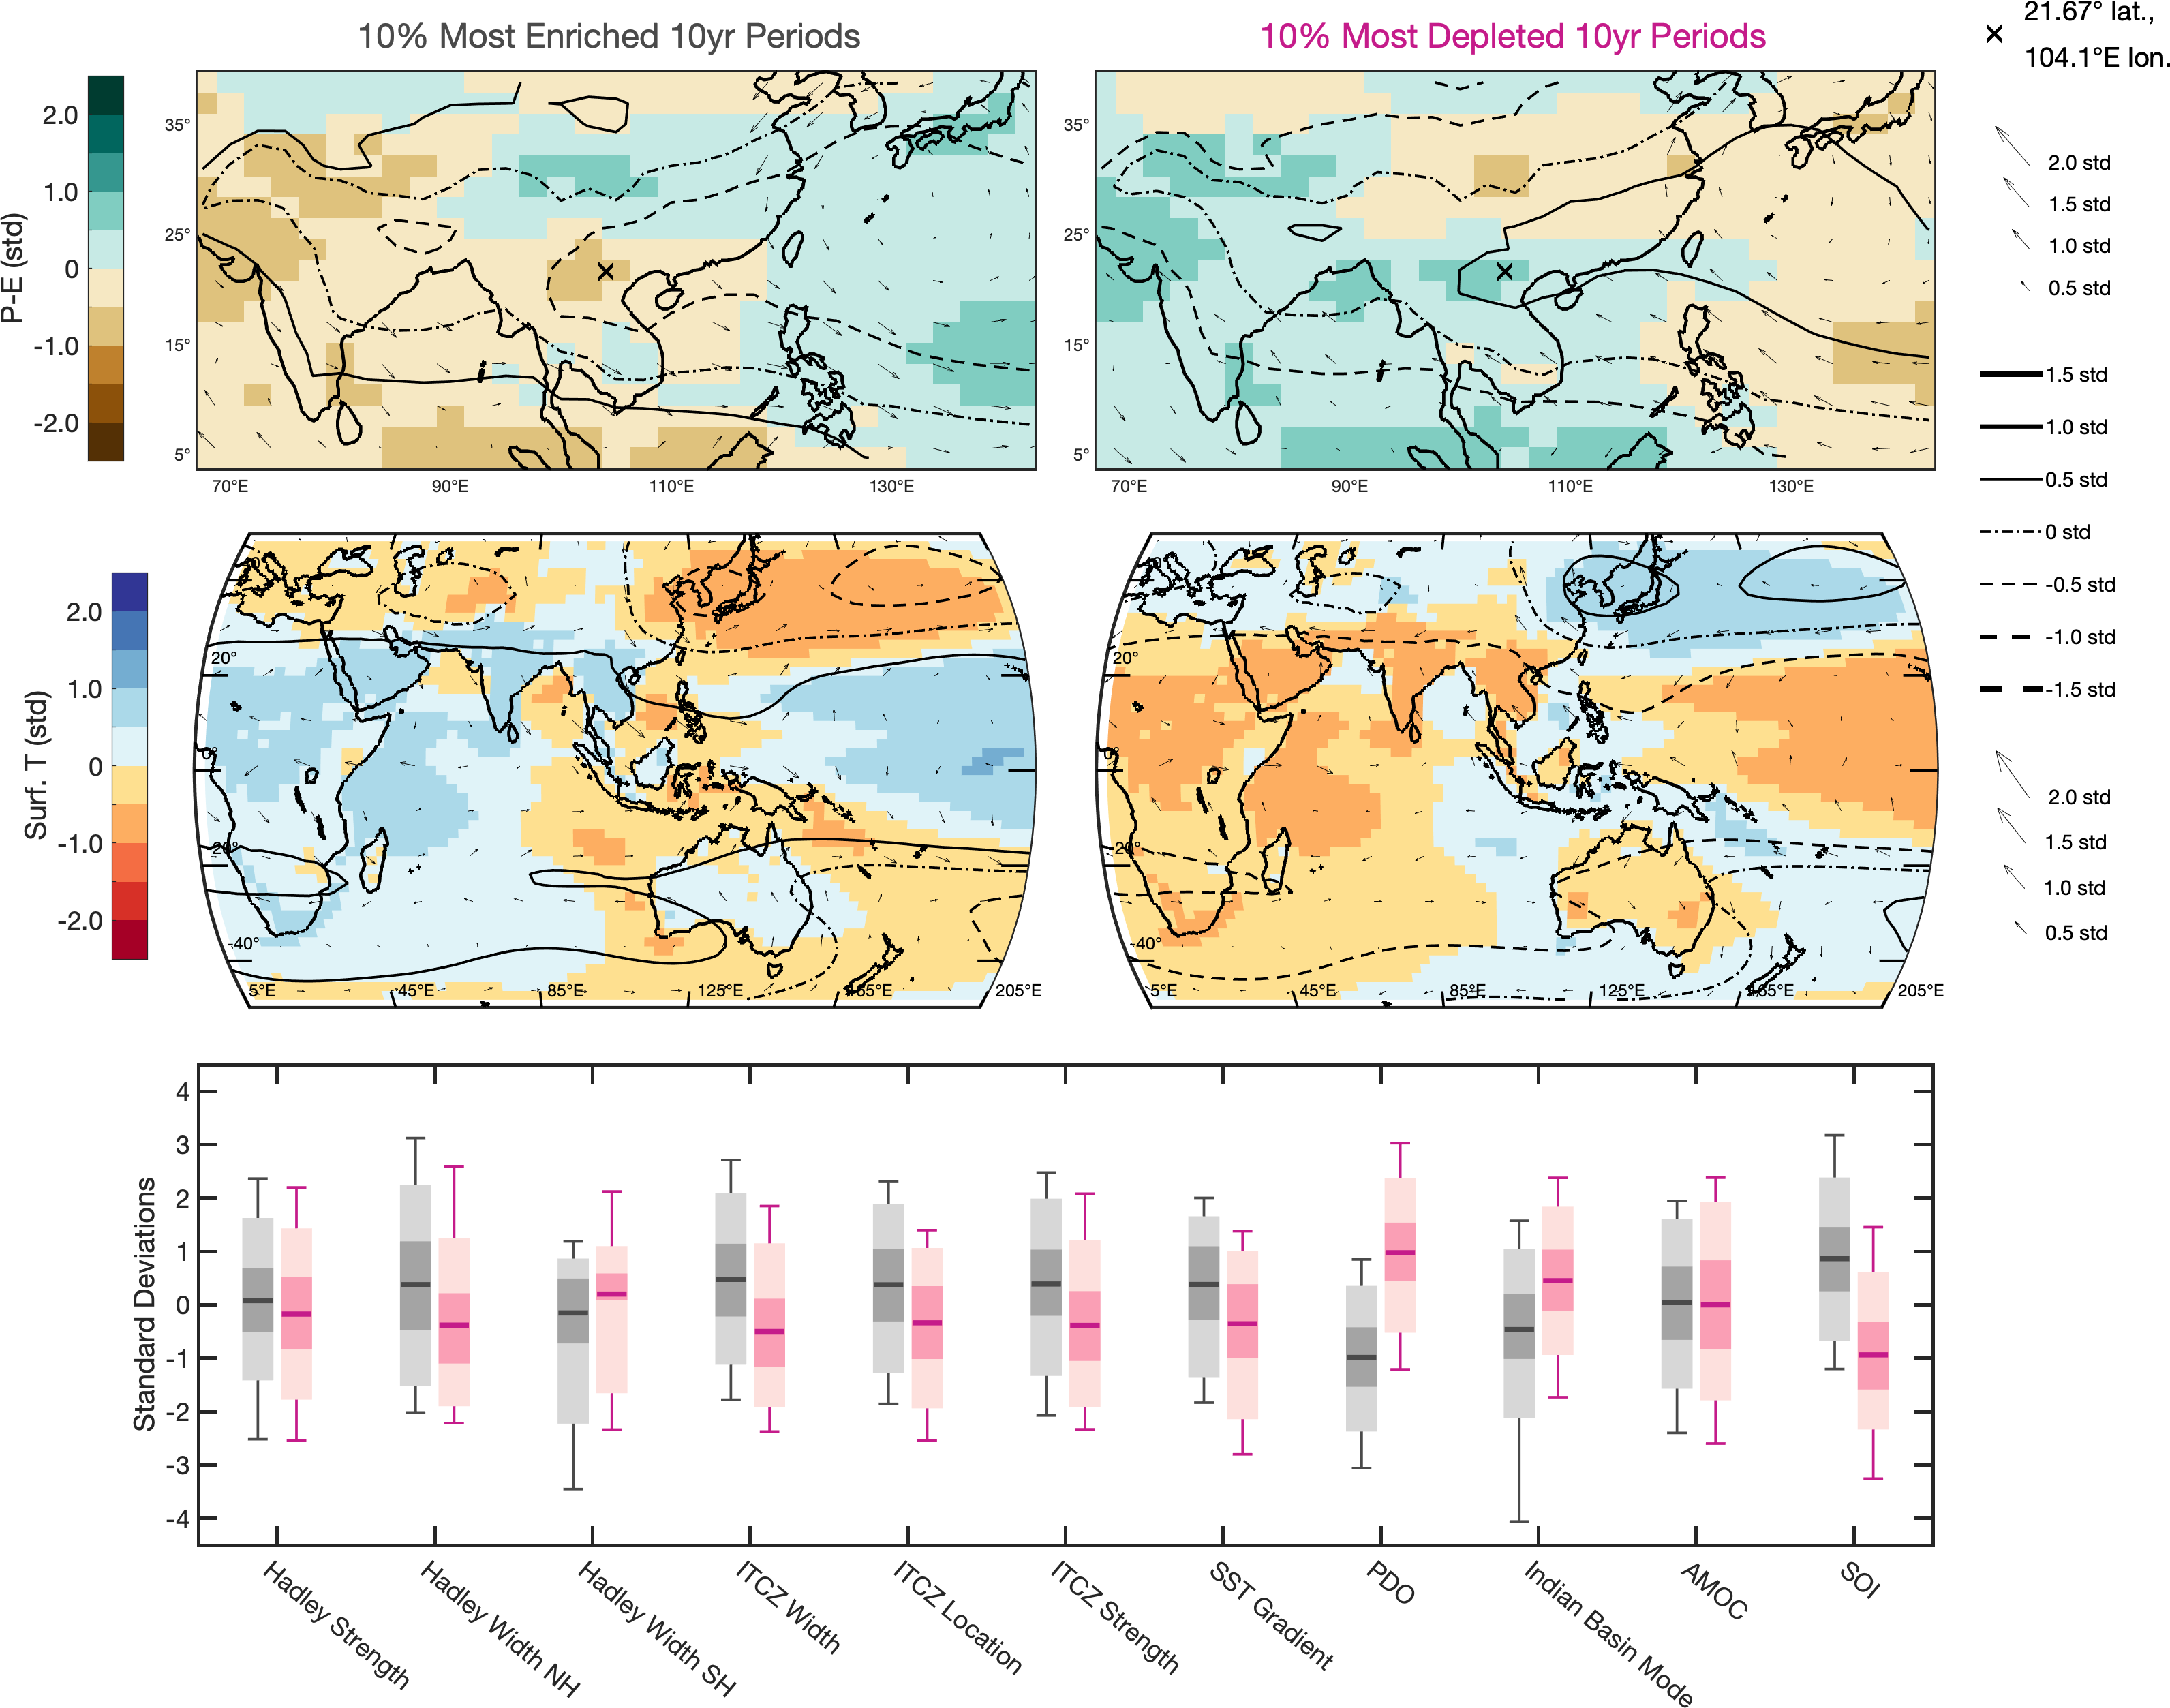 10% Most Enriched 10yr Periods
10% Most Depleted 10yr Periods
21.67° lat.,
104.1°E lon.
P-E (std)
2.0
1.0
0
-1.0
-2.0
35°
25°
15°
5°
70°E 90°E 110°E 130°E
35°
25°
15°
5°
70°E 90°E 110°E 130°E
2.0 std
1.5 std
1.0 std
0.5 std
1.5 std
1.0 std
0.5 std
0 std
-0.5 std
-1.0 std
-1.5 std
2.0 std
1.5 std
1.0 std
0.5 std
Surf. T (std)
2.0
1.0
0
-1.0
-2.0
20°
0°
-20°
-40°
5°E 45°E 85°E 125°E 165°E 205°E
20°
0°
-20°
-40°
5°E 45°E 85°E 125°E 165°E 205°E
Standard Deviations
4
3
2
1
0
-1
-2
-3
-4
Hadley Strength
Hadley Width NH
Hadley Width SH
ITCZ Width
ITCZ Location
ITCZ Strength
SST Gradient
PDO
Indian Basin Mode
AMOC
SOI